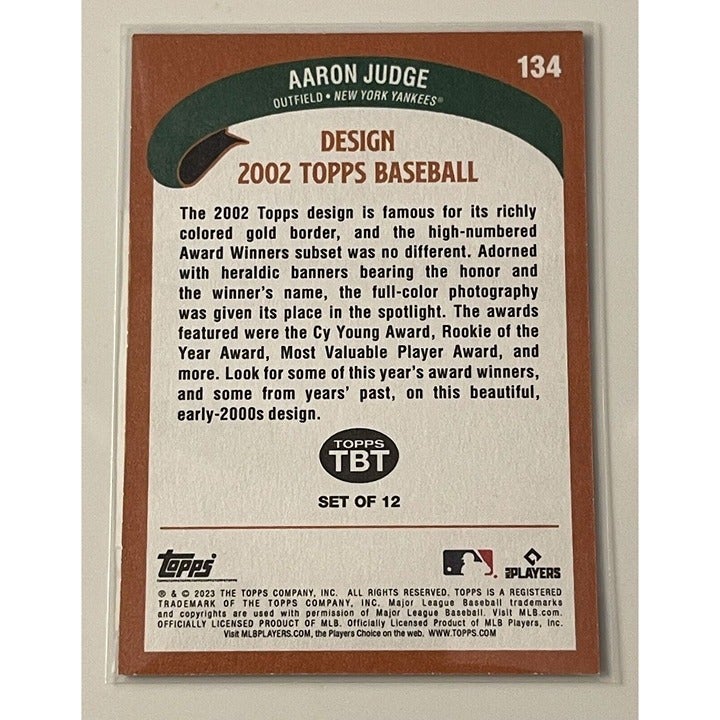 134
AARON JUDGE
OUTFIELD • NEW YORK YANKEES®
DESIGN
2002 TOPPS BASEBALL
The 2002 Topps design is famous for its richly
colored gold border, and the high-numbered
Award Winners subset was no different. Adorned
with heraldic banners bearing the honor and
the winner's name, the full-color photography
was given its place in the spotlight. The awards
featured were the Cy Young Award, Rookie of the
Year Award, Most Valuable Player Award, and
more. Look for some of this year's award winners,
and some from years' past, on this beautiful,
early-2000s design.
TOPPS
TBT
SET OF 12
topps
PLAYERS
® & © 2023 THE TOPPS COMPANY, INC. ALL RIGHTS RESERVED. TOPPS IS A REGISTERED
TRADEMARK OF THE TOPPS COMPANY, INC. Major League Baseball trademarks
and copyrights are used with permission of Major League Baseball. Visit MLB.com.
OFFICIALLY LICENSED PRODUCT OF MLB. Officially Licensed Product of MLB Players, Inc.
Visit MLBPLAYERS.COM, the Players Choice on the web. WWW.TOPPS.COM